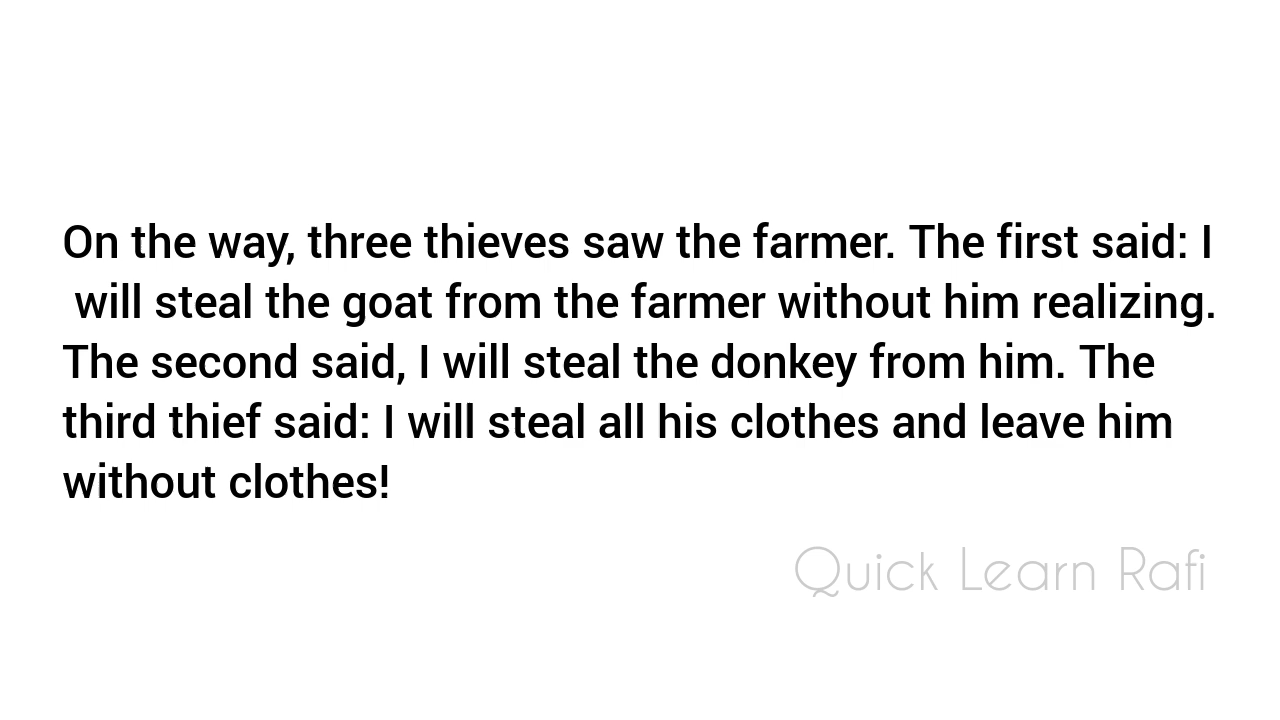 On the way, three thieves saw the farmer. The first said: I
will steal the goat from the farmer without him realizing.
The second said, I will steal the donkey from him. The
third thief said: I will steal all his clothes and leave him
without clothes!
Quick Learn Rafi